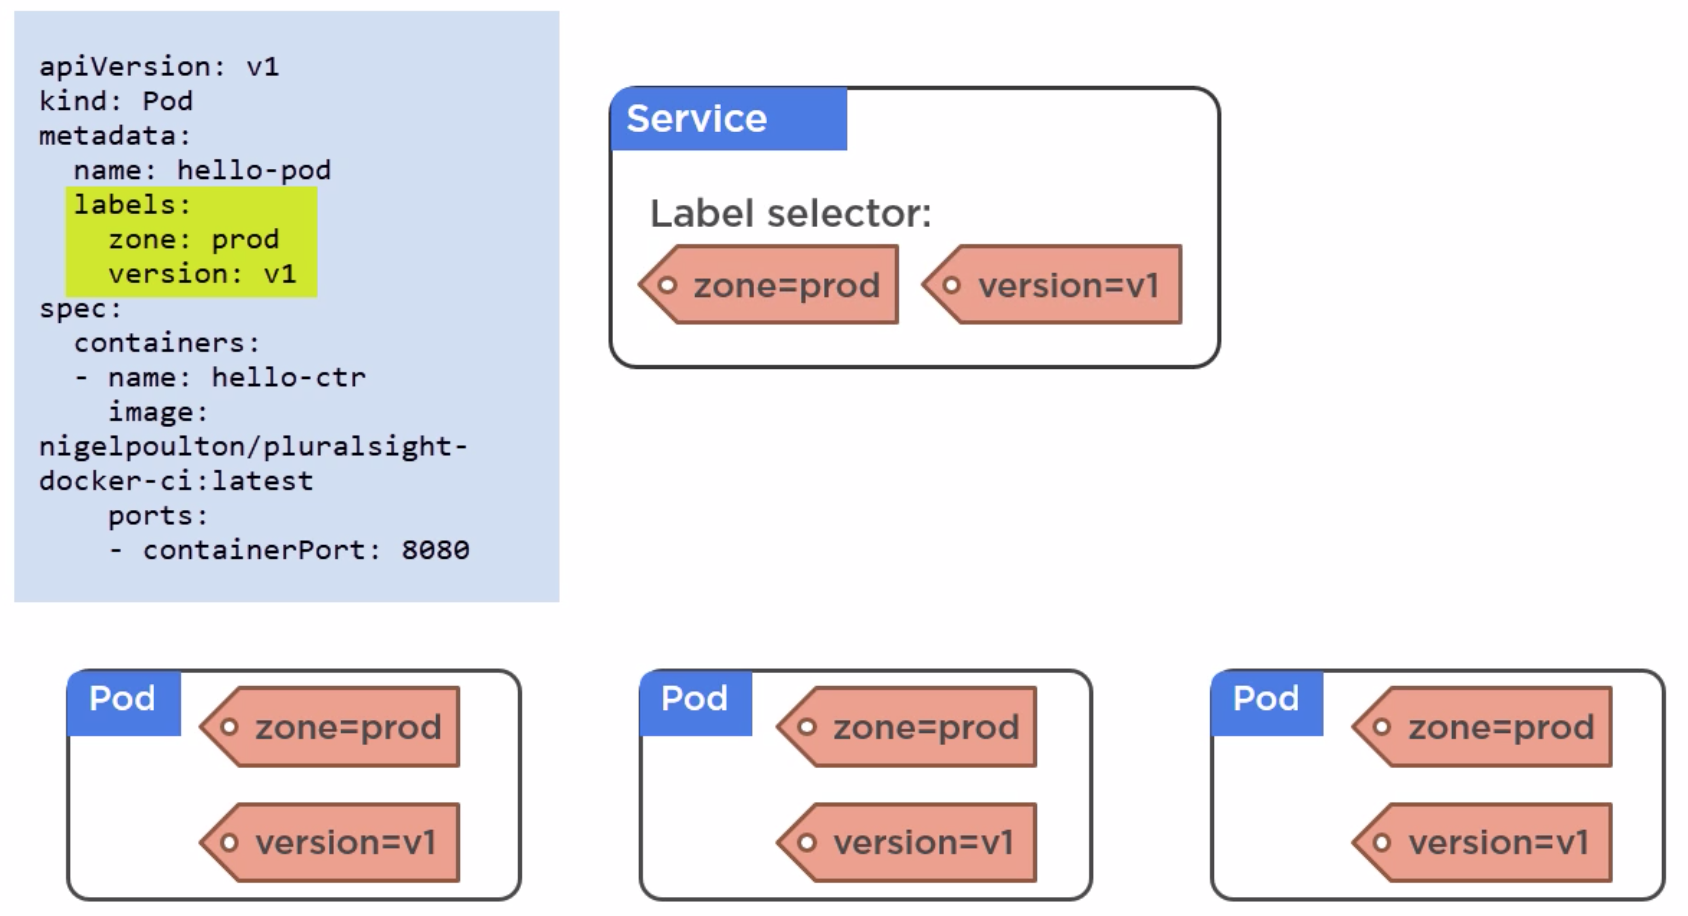 apiVersion: v1
kind: Pod
metadata:
  name: hello-pod
  labels:
    zone: prod
    version: v1
spec:
  containers:
  - name: hello-ctr
    image:
nigelpoulton/pluralsight-
docker-ci:latest
    ports:
    - containerPort: 8080
Service
Label selector:
zone=prod version=v1
Pod
zone=prod
version=v1
Pod
zone=prod
version=v1
Pod
zone=prod
version=v1